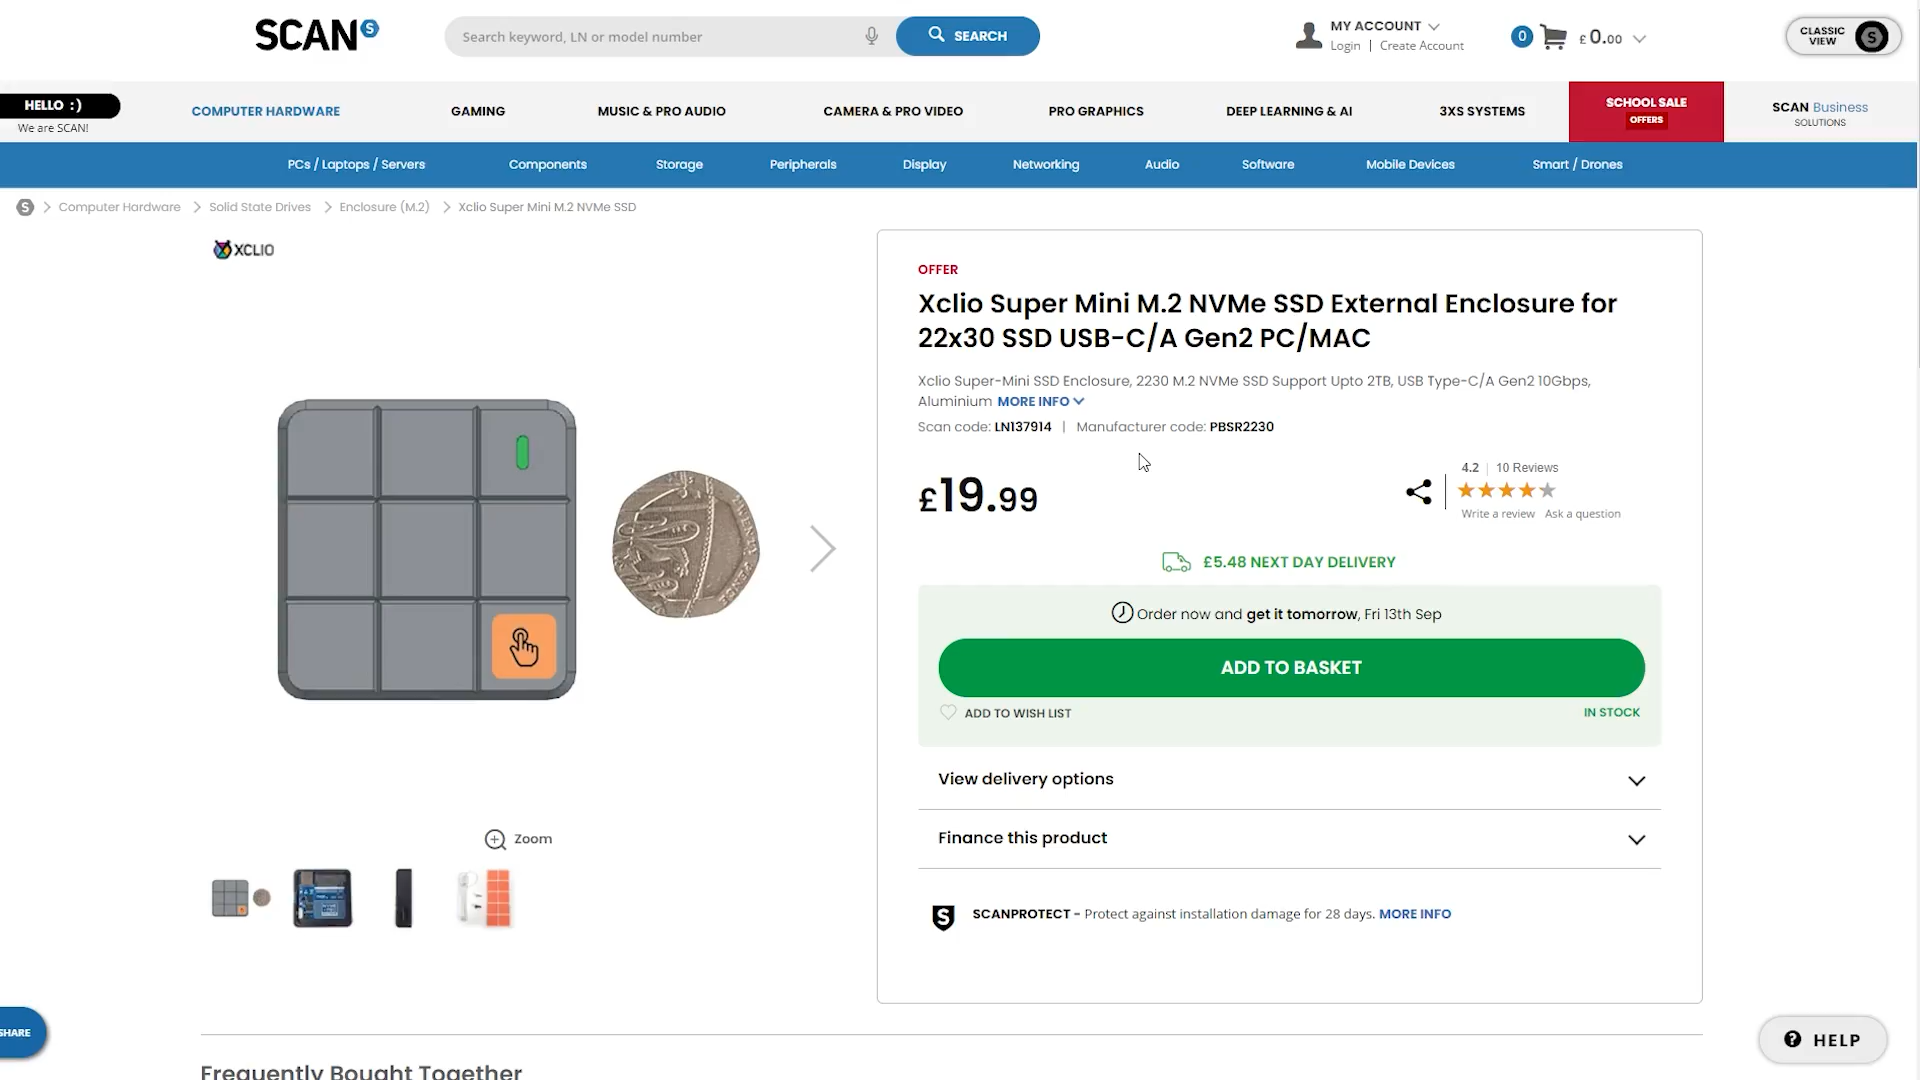 SCAN S
Search keyword, LN or model number
SEARCH
MY ACCOUNT
Login | Create Account
0
£ 0.00
CLASSIC
VIEW
S
HELLO :)
We are SCAN!
COMPUTER HARDWARE
GAMING
MUSIC & PRO AUDIO
CAMERA & PRO VIDEO
PRO GRAPHICS
DEEP LEARNING & AI
3XS SYSTEMS
SCHOOL SALE
OFFERS
SCAN Business
SOLUTIONS
PCs / Laptops / Servers
Components
Storage
Peripherals
Display
Networking
Audio
Software
Mobile Devices
Smart / Drones
S > Computer Hardware > Solid State Drives > Enclosure (M.2) > Xclio Super Mini M.2 NVMe SSD
XCLIO
OFFER
Xclio Super Mini M.2 NVMe SSD External Enclosure for
22x30 SSD USB-C/A Gen2 PC/MAC
Xclio Super-Mini SSD Enclosure, 2230 M.2 NVMe SSD Support Upto 2TB, USB Type-C/A Gen2 10Gbps,
Aluminium MORE INFO
Scan code: LN137914 | Manufacturer code: PBSR2230
£19.99
4.2 | 10 Reviews
Write a review Ask a question
£5.48 NEXT DAY DELIVERY
Order now and get it tomorrow, Fri 13th Sep
ADD TO BASKET
ADD TO WISH LIST
IN STOCK
View delivery options
Finance this product
S
SCANPROTECT - Protect against installation damage for 28 days. MORE INFO
Zoom
SHARE
HELP
Frequently Bought Together